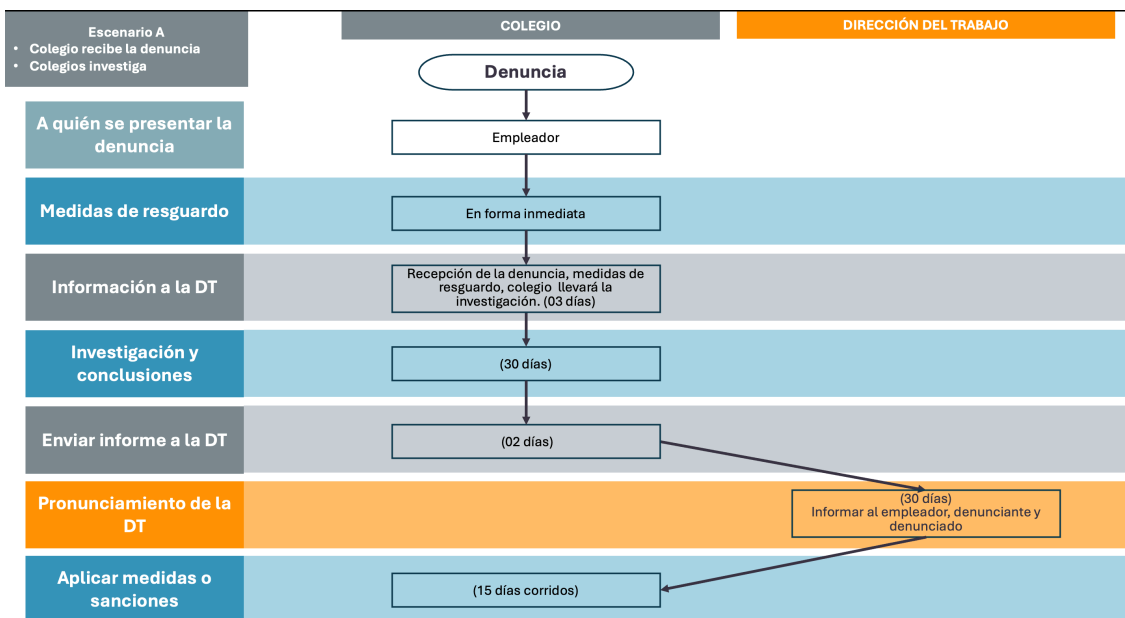 Escenario A
• Colegio recibe la denuncia
• Colegios investiga
COLEGIO
DIRECCIÓN DEL TRABAJO
Denuncia
A quién se presentar la
denuncia
Empleador
Medidas de resguardo
En forma inmediata
Información a la DT
Recepción de la denuncia, medidas de
resguardo, colegio llevará la
investigación. (03 días)
Investigación y
conclusiones
(30 días)
Enviar informe a la DT
(02 días)
Pronunciamiento de la
DT
(30 días)
Informar al empleador, denunciante y
denunciado
Aplicar medidas o
sanciones
(15 días corridos)